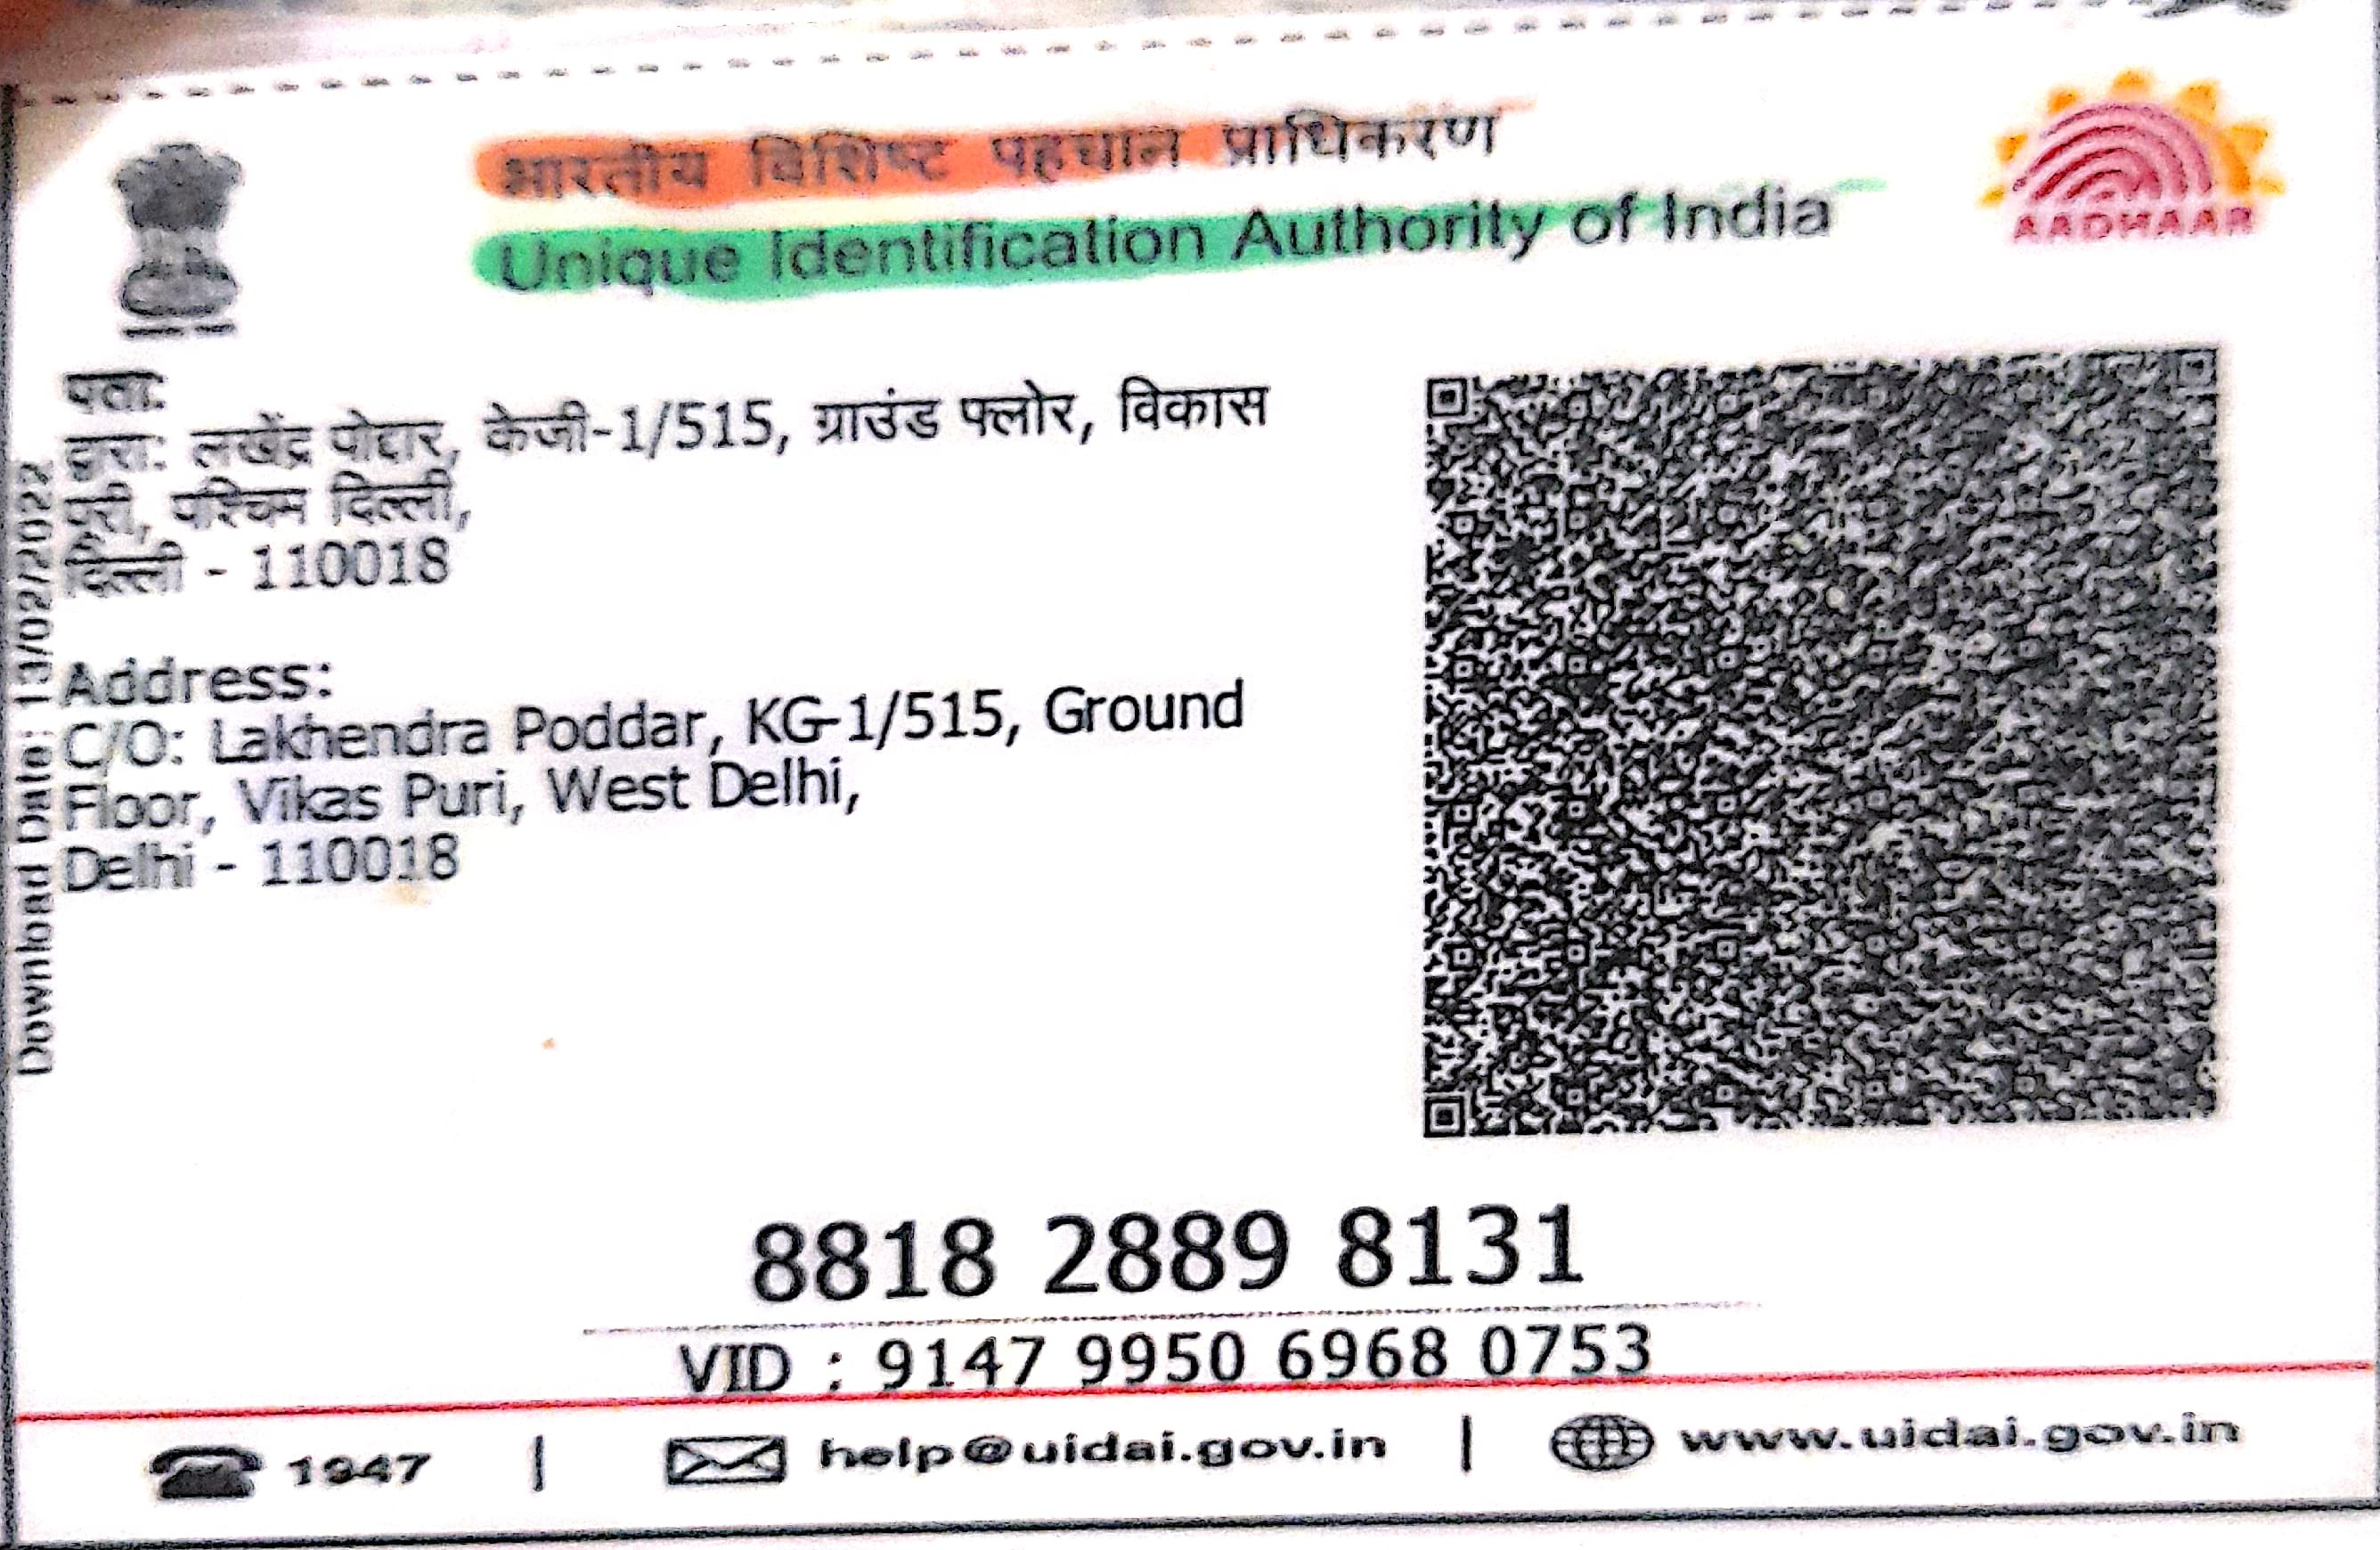 भारतीय विशिष्ट पहचान प्राधिकरण
Unique Identification Authority of India
AADHAAR
पता:
द्वारा: लखेंद्र पोद्दार, केजी-1/515, ग्राउंड फ्लोर, विकास
पुरी, पश्चिम दिल्ली,
दिल्ली - 110018
Address:
C/O: Lakhendra Poddar, KG-1/515, Ground
Floor, Vikas Puri, West Delhi,
Delhi - 110018
Download Date: 13/02/2022
8818 2889 8131
VID : 9147 9950 6968 0753
1947 | help@uidai.gov.in | www.uidai.gov.in